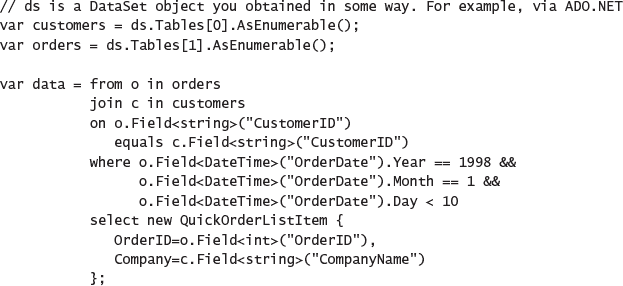 // ds is a DataSet object you obtained in some way. For example, via ADO.NET
var customers = ds.Tables[0].AsEnumerable();
var orders = ds.Tables[1].AsEnumerable();

var data = from o in orders
           join c in customers
           on o.Field<string>("CustomerID")
              equals c.Field<string>("CustomerID")
           where o.Field<DateTime>("OrderDate").Year == 1998 &&
                 o.Field<DateTime>("OrderDate").Month == 1 &&
                 o.Field<DateTime>("OrderDate").Day < 10
           select new QuickOrderListItem {
              OrderID=o.Field<int>("OrderID"),
              Company=c.Field<string>("CompanyName")
           };